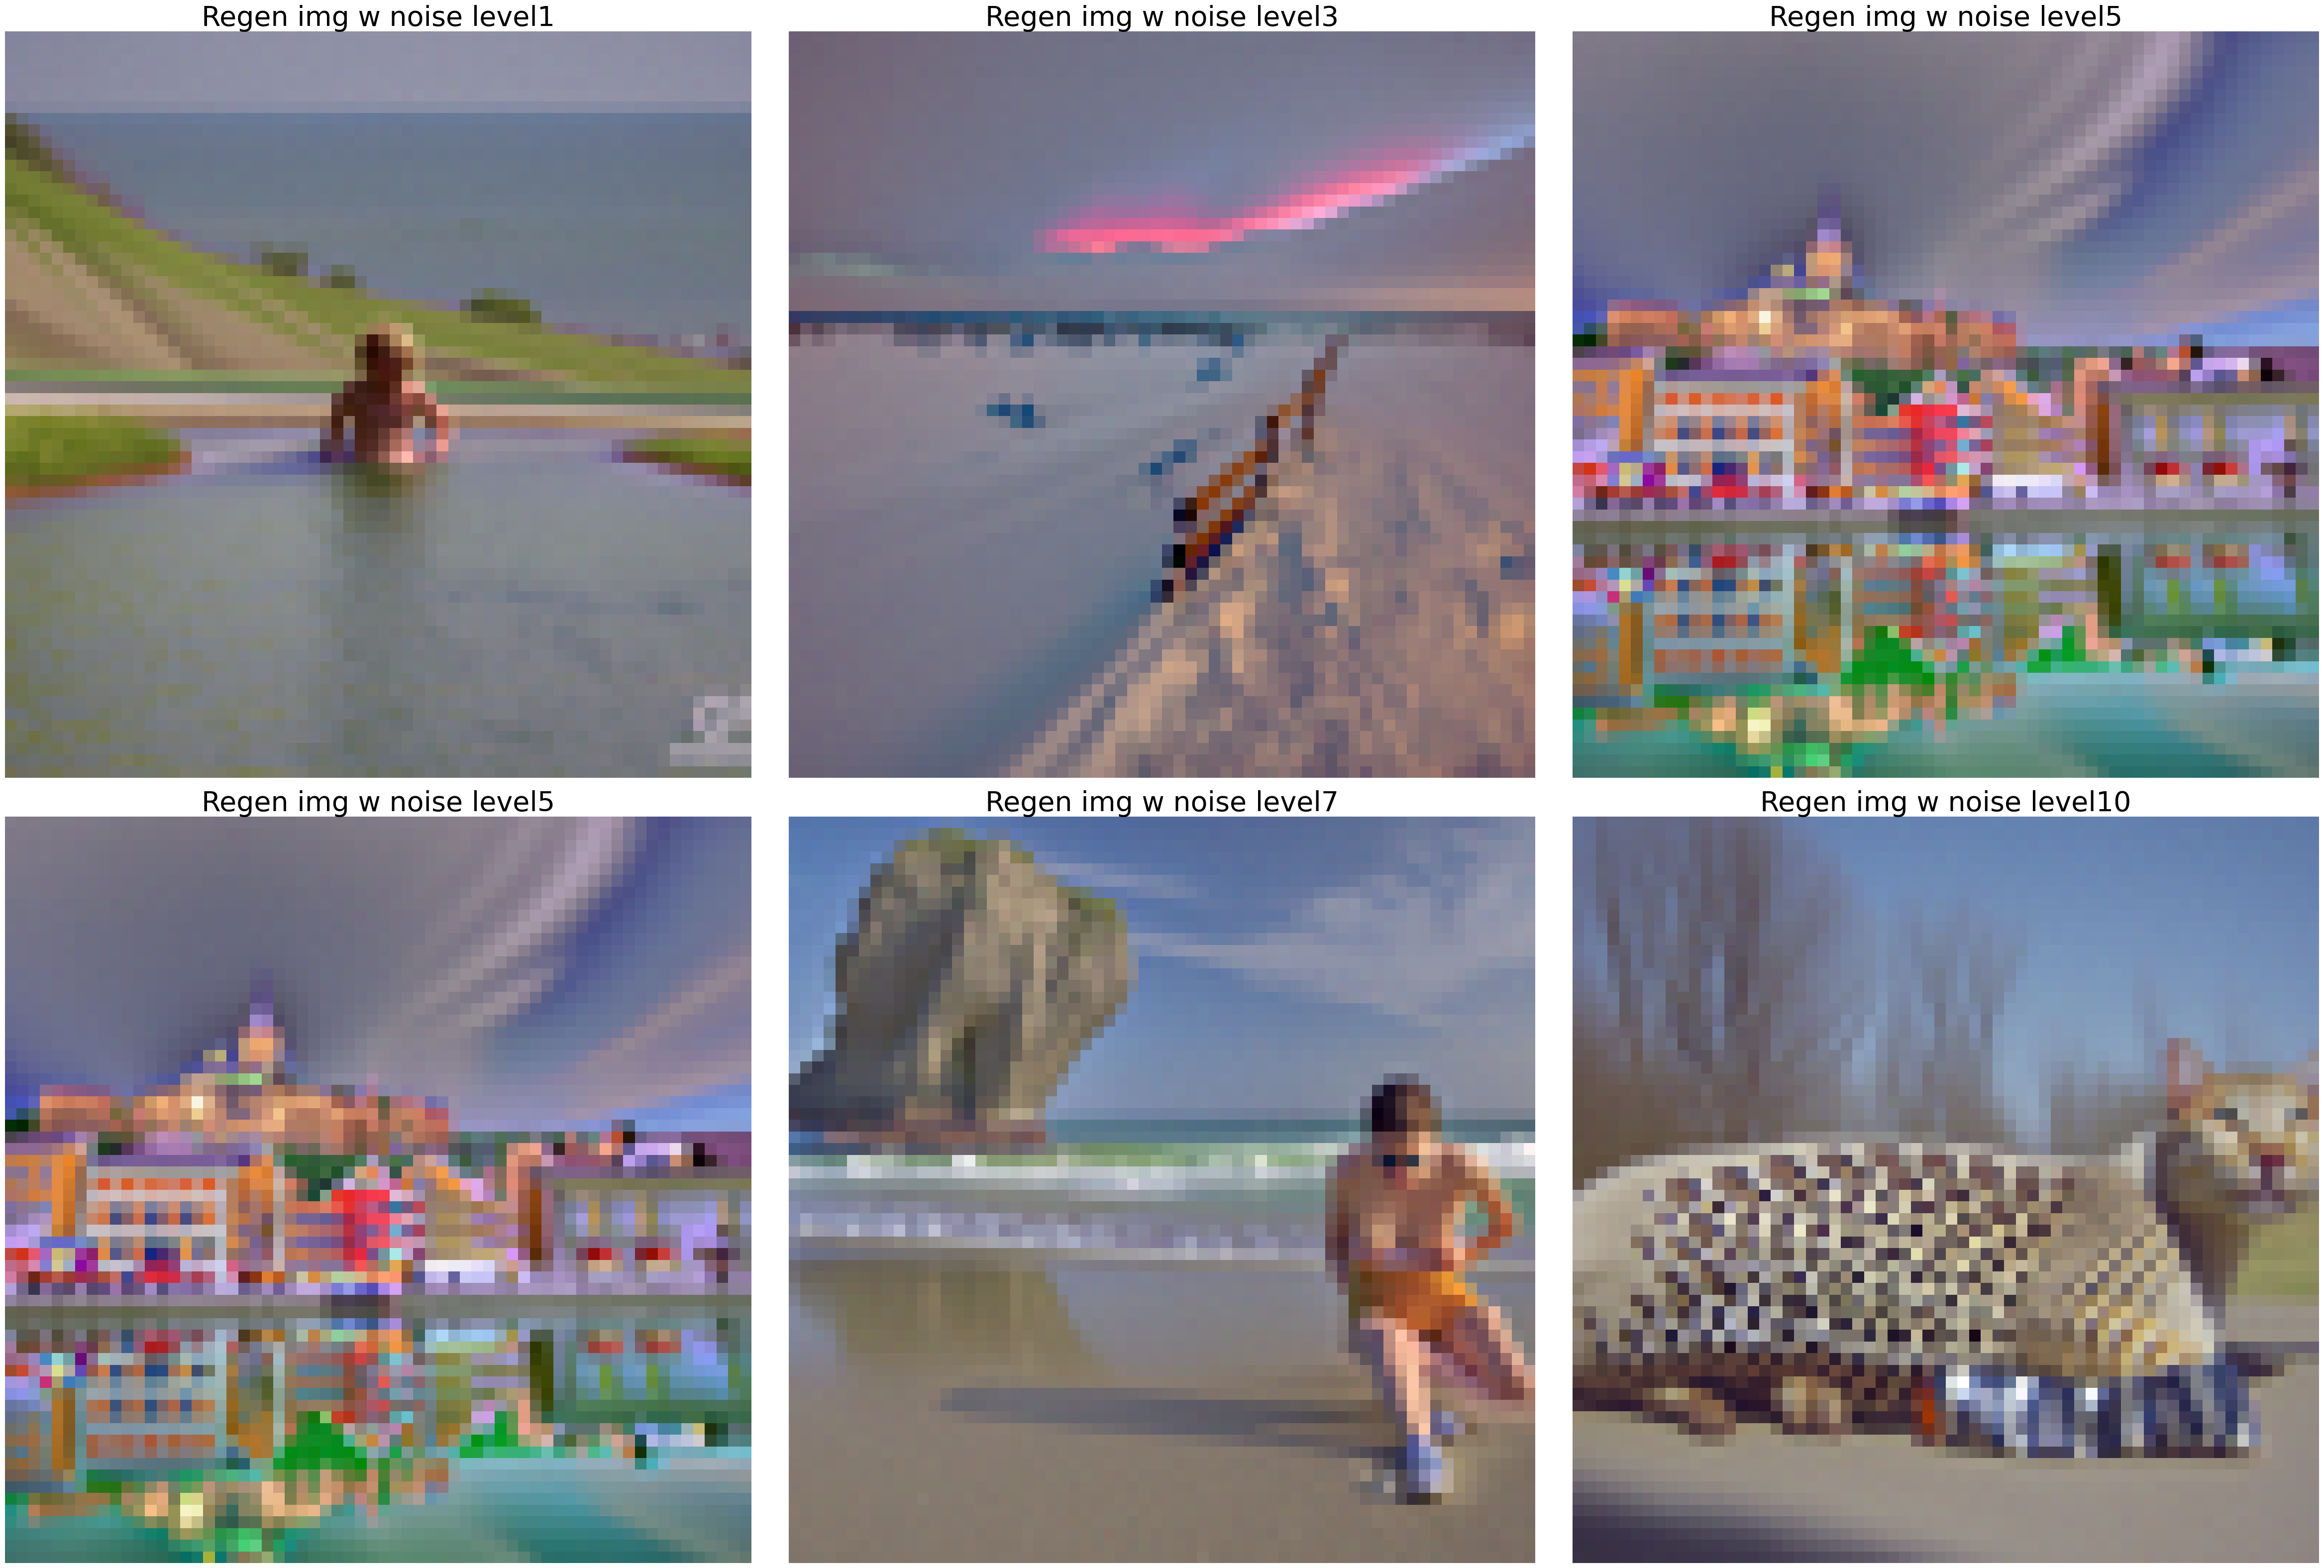 Regen img w noise level1
Regen img w noise level3
Regen img w noise level5
Regen img w noise level5
Regen img w noise level7
Regen img w noise level10